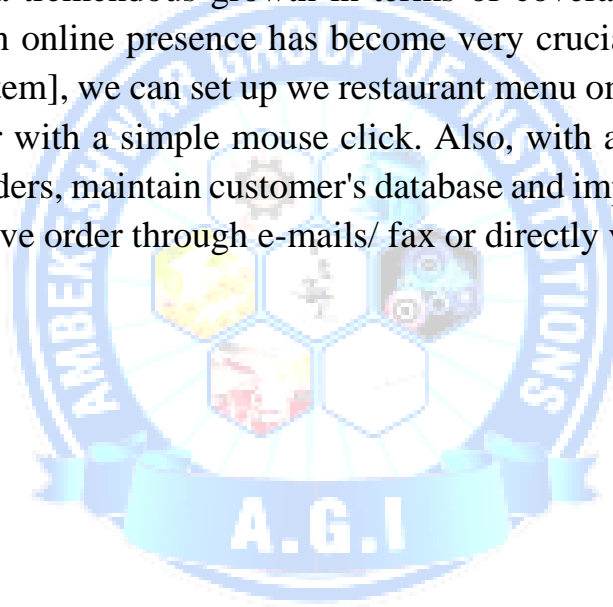 tremendous growth in terms of covera
n online presence has become very crucia
tem], we can set up we restaurant menu on
r with a simple mouse click. Also, with a
ders, maintain customer's database and imp
ve order through e-mails/ fax or directly
GROUP OF
A.G.I